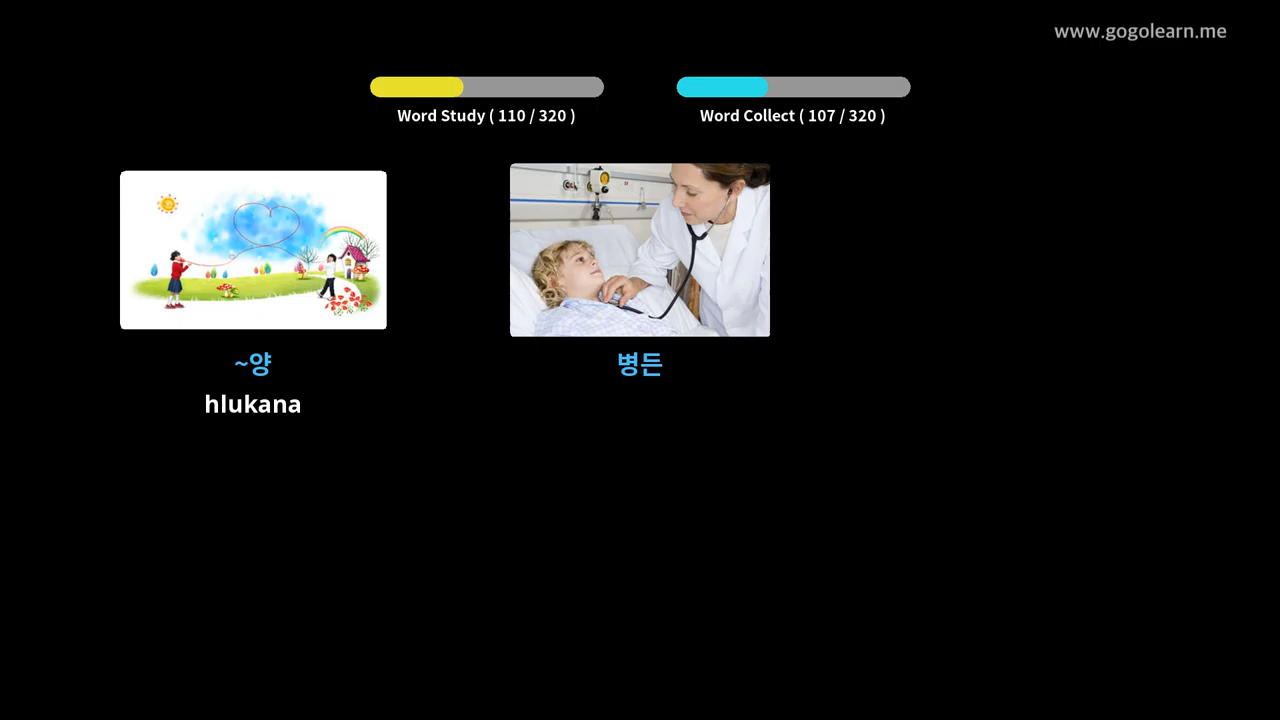 www.gogolearn.me
Word Study ( 110 / 320 )
Word Collect ( 107 / 320 )
~양
hlukana
병든